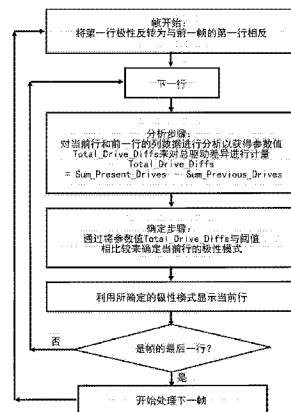 帧开始:
将第一行极性反转为与前一帧的第一行相反
下一行
分析步骤:
对当前行和前一行的列数据进行分析以获得参数值
Total_Drive_Diffs来对总驱动差异进行计量
Total_Drive_Diffs
= Sum_Present_Drives - Sum_Previous_Drives
确定步骤:
通过将参数值Total_Drive_Diffs与阈值
相比较来确定当前行的极性模式
利用所确定的极性模式显示当前行
否
是帧的最后一行?
是
开始处理下一帧